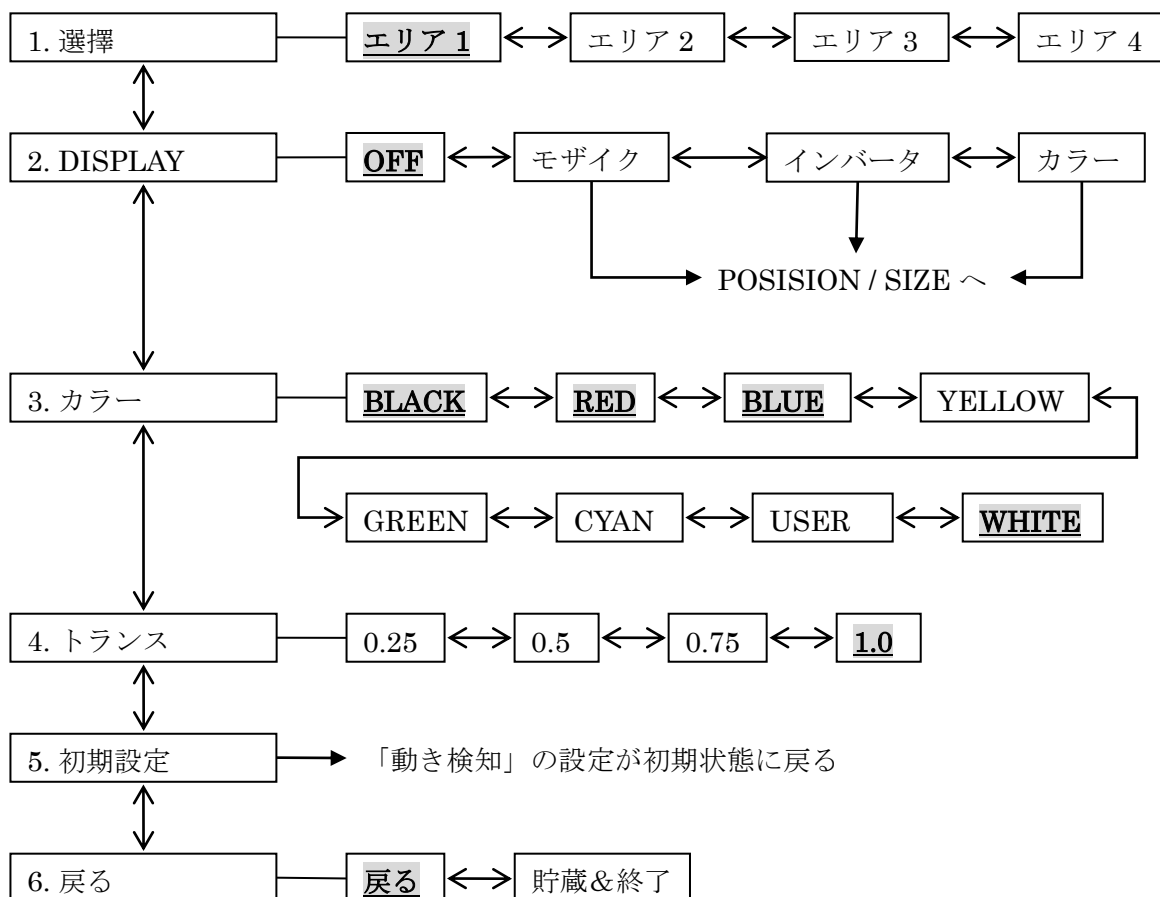 1. 選擇 エリア 1 エリア 2 エリア 3 エリア 4
2. DISPLAY OFF モザイク インバータ カラー
POSISION / SIZE へ
3. カラー BLACK RED BLUE YELLOW
GREEN CYAN USER WHITE
4. トランス 0.25 0.5 0.75 1.0
5. 初期設定 「動き検知」の設定が初期状態に戻る
6. 戻る 戻る 貯蔵&終了